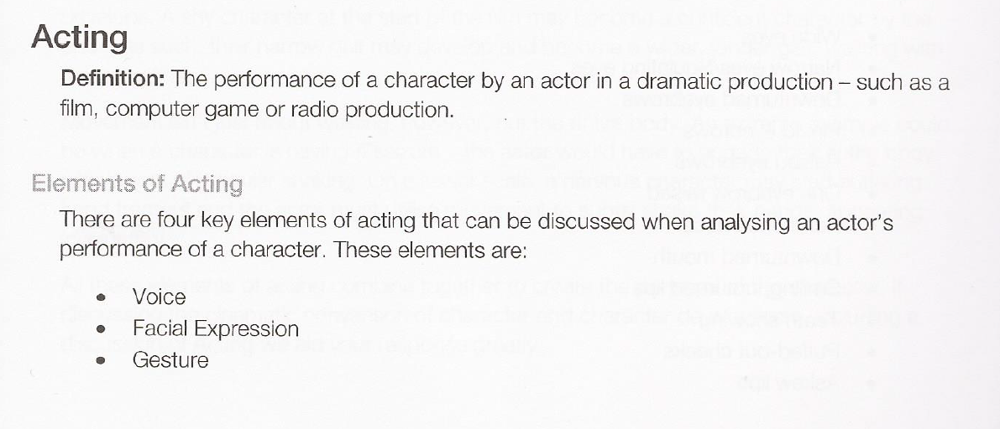 Acting
Definition: The performance of a character by an actor in a dramatic production – such as a
film, computer game or radio production.
Elements of Acting
There are four key elements of acting that can be discussed when analysing an actor's
performance of a character. These elements are:
• Voice
• Facial Expression
• Gesture